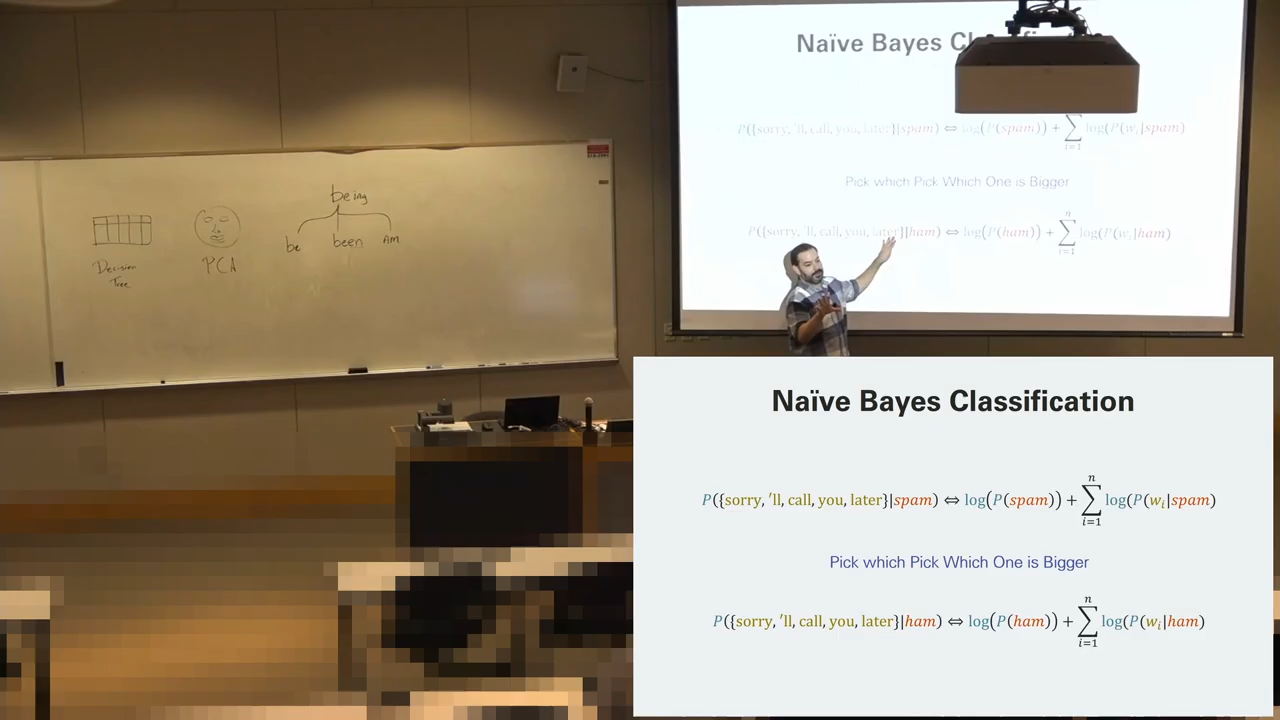 being
be been Am
Decision
Tree
PCA
Naïve Bayes Cl
P({sorry, 'll, call, you, later}|spam) ⇔ log(P(spam)) + ∑ log(P(wᵢ|spam)
i=1
Pick which Pick Which One is Bigger
n
P({sorry, 'll, call, you, later}|ham) ⇔ log(P(ham)) + ∑ log(P(wᵢ|ham)
i=1
Naïve Bayes Classification
n
P({sorry, 'll, call, you, later}|spam) ⇔ log(P(spam)) + ∑ log(P(wᵢ|spam)
i=1
Pick which Pick Which One is Bigger
n
P({sorry, 'll, call, you, later}|ham) ⇔ log(P(ham)) + ∑ log(P(wᵢ|ham)
i=1